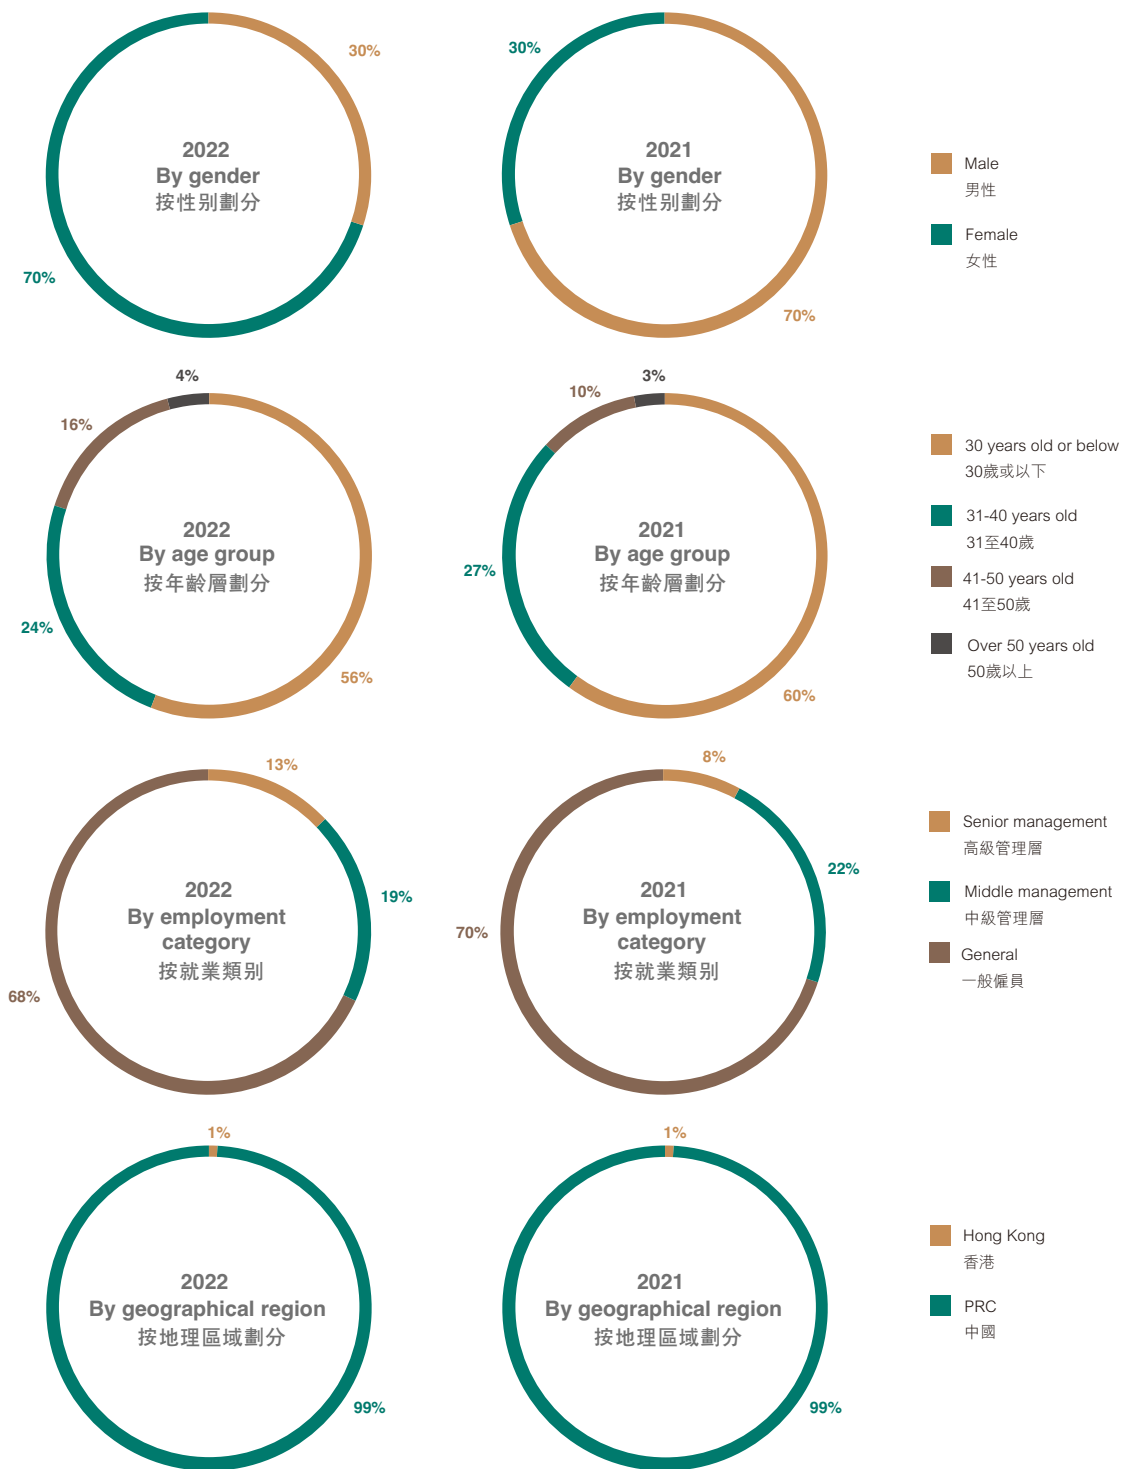 30%
2022
By gender
按性别劃分
70%
30%
2021
By gender
按性别劃分
70%
Male
男性
Female
女性
4%
16%
2022
By age group
按年齡層劃分
24%
56%
3%
10%
2021
By age group
按年齡層劃分
27%
60%
30 years old or below
30歲或以下
31-40 years old
31至40歲
41-50 years old
41至50歲
Over 50 years old
50歲以上
13%
2022
By employment
category
按就業類別
19%
68%
8%
2021
By employment
category
按就業類別
22%
70%
Senior management
高級管理層
Middle management
中級管理層
General
一般僱員
1%
2022
By geographical region
按地理區域劃分
99%
1%
2021
By geographical region
按地理區域劃分
99%
Hong Kong
香港
PRC
中國